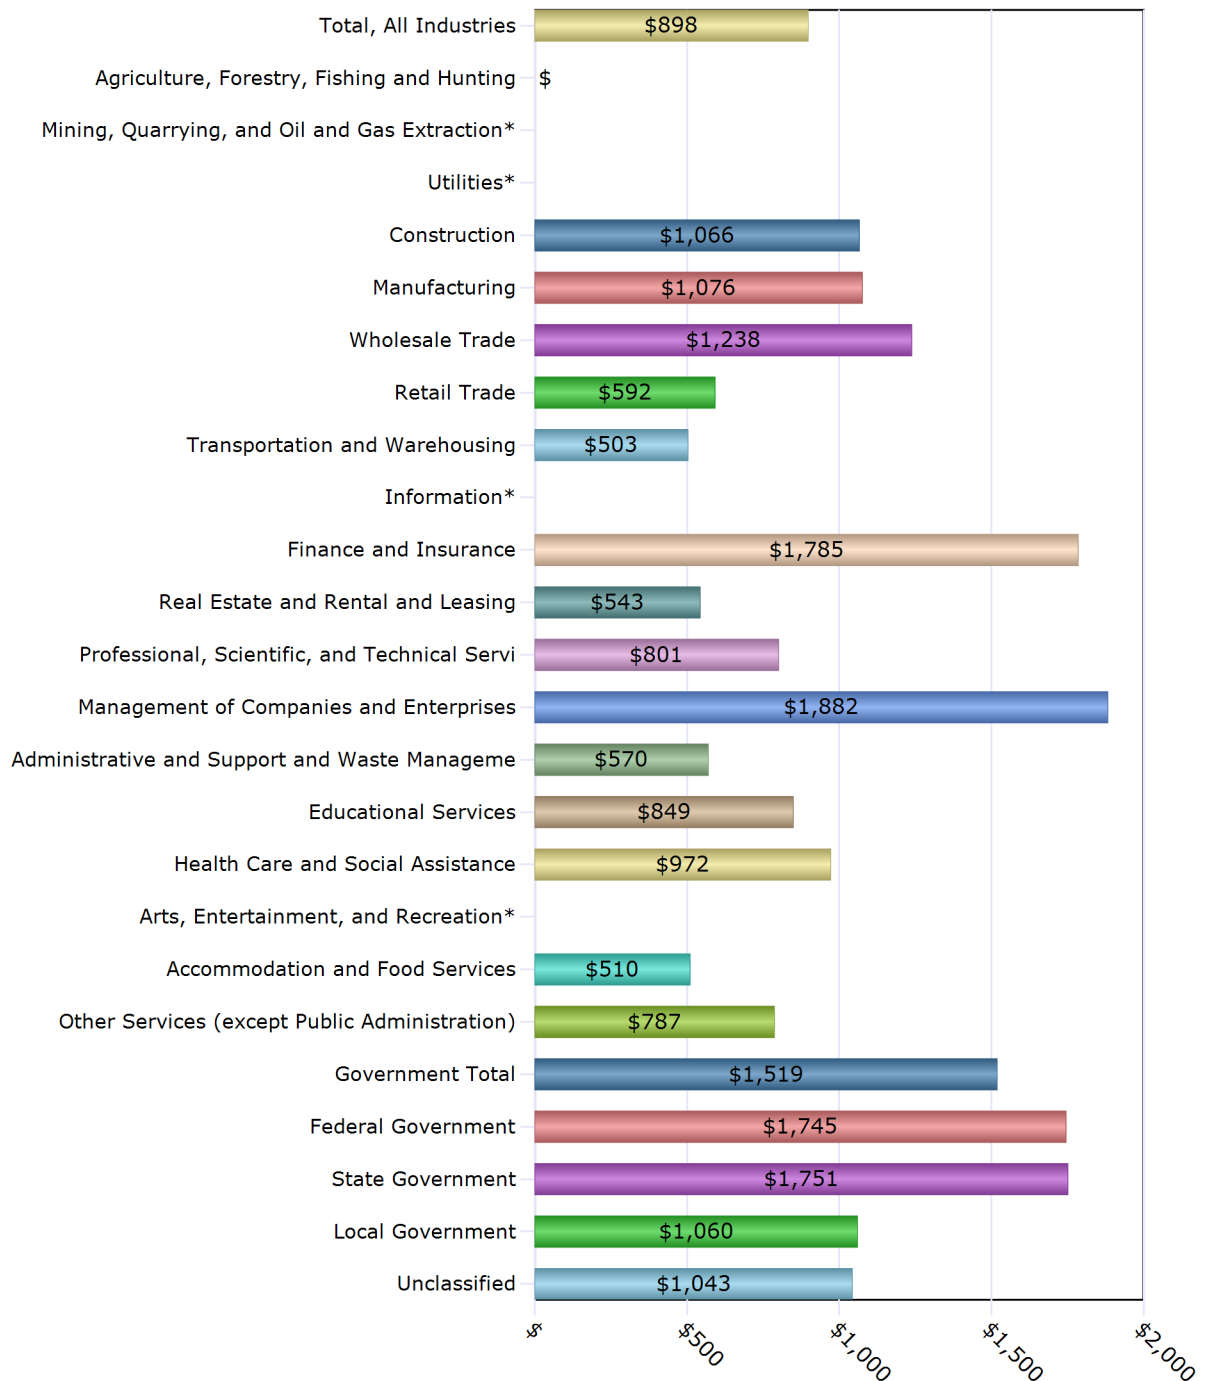 Total, All Industries $898
Agriculture, Forestry, Fishing and Hunting $
Mining, Quarrying, and Oil and Gas Extraction*
Utilities*
Construction $1,066
Manufacturing $1,076
Wholesale Trade $1,238
Retail Trade $592
Transportation and Warehousing $503
Information*
Finance and Insurance $1,785
Real Estate and Rental and Leasing $543
Professional, Scientific, and Technical Servi $801
Management of Companies and Enterprises $1,882
Administrative and Support and Waste Manageme $570
Educational Services $849
Health Care and Social Assistance $972
Arts, Entertainment, and Recreation*
Accommodation and Food Services $510
Other Services (except Public Administration) $787
Government Total $1,519
Federal Government $1,745
State Government $1,751
Local Government $1,060
Unclassified $1,043
$ $500 $1,000 $1,500 $2,000